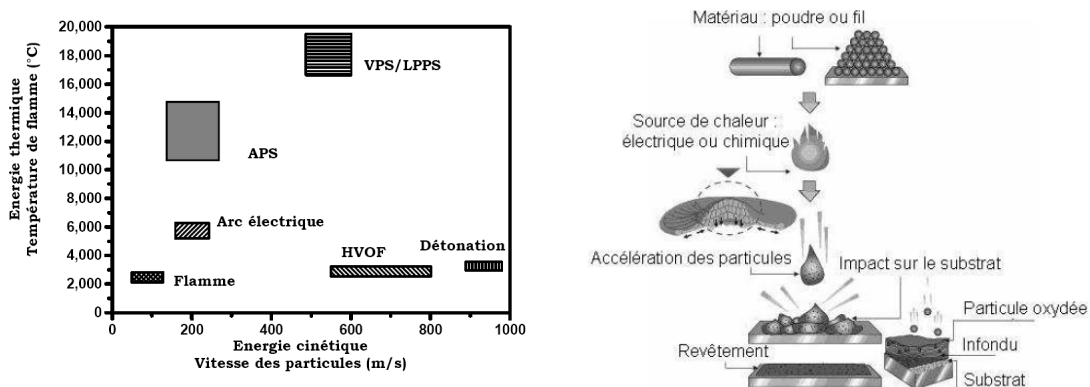 Energie thermique
Température de flamme (°C)
20,000
18,000
16,000
14,000
12,000
10,000
8,000
6,000
4,000
2,000
0
VPS/LPPS
APS
Arc électrique
HVOF
Détonation
Flamme
0
200
400
600
800
1000
Energie cinétique
Vitesse des particules (m/s)
Matériau : poudre ou fil
Source de chaleur :
électrique ou chimique
Accélération des particules
Impact sur le substrat
Particule oxydée
Infondu
Revêtement
Substrat